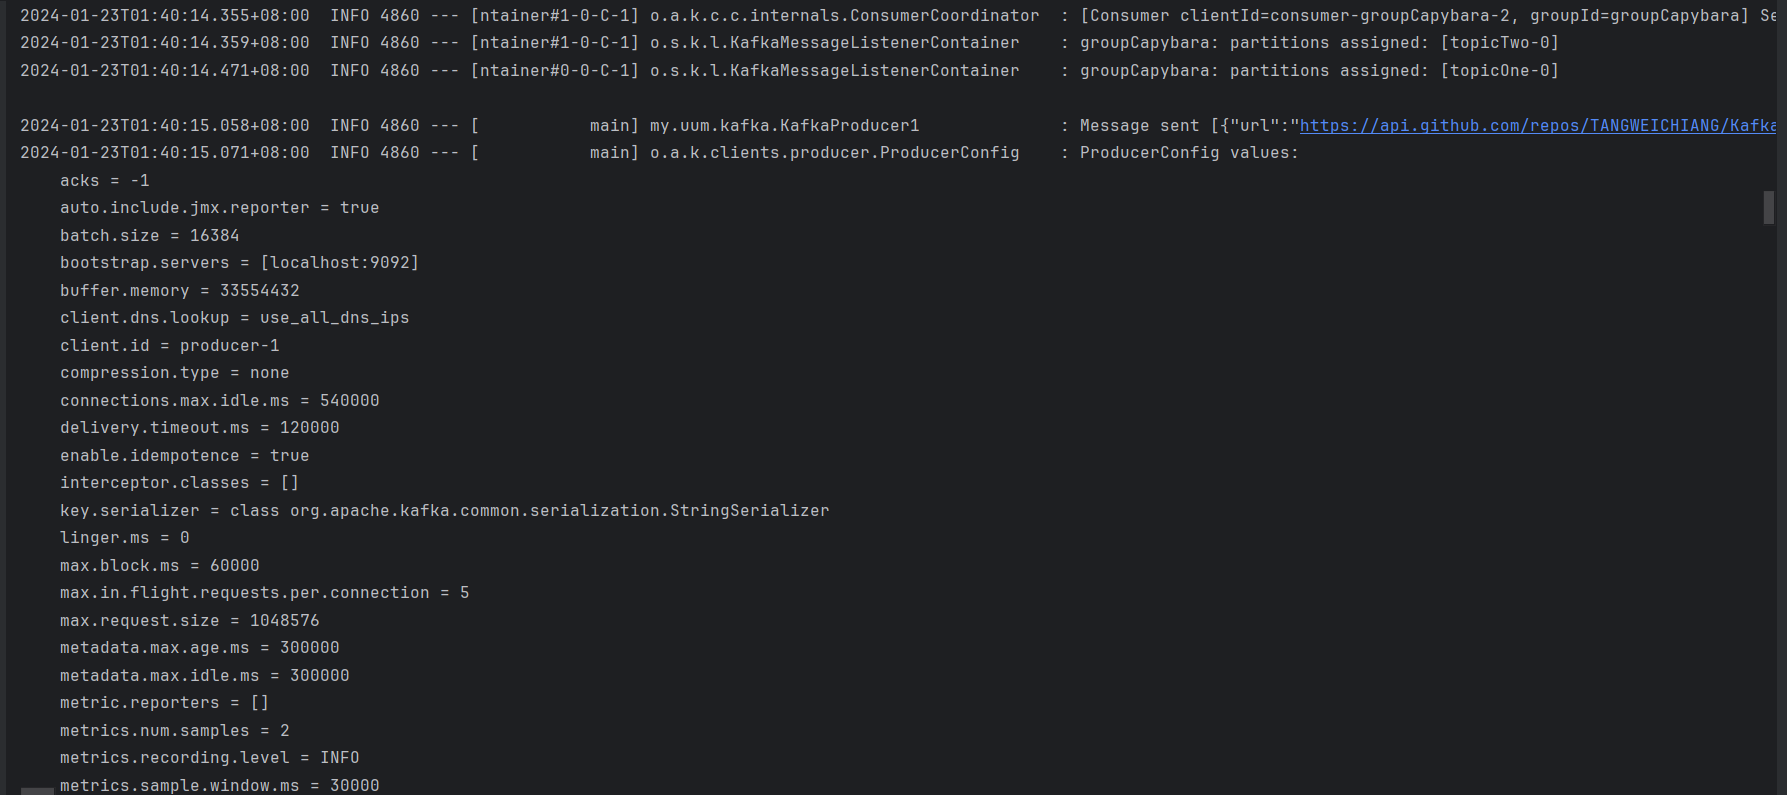 2024-01-23T01:40:14.355+08:00  INFO 4860 --- [ntainer#1-0-C-1] o.a.k.c.c.internals.ConsumerCoordinator  : [Consumer clientId=consumer-groupCapybara-2, groupId=groupCapybara] Se
2024-01-23T01:40:14.359+08:00  INFO 4860 --- [ntainer#1-0-C-1] o.s.k.l.KafkaMessageListenerContainer    : groupCapybara: partitions assigned: [topicTwo-0]
2024-01-23T01:40:14.471+08:00  INFO 4860 --- [ntainer#0-0-C-1] o.s.k.l.KafkaMessageListenerContainer    : groupCapybara: partitions assigned: [topicOne-0]
2024-01-23T01:40:15.058+08:00  INFO 4860 --- [           main] my.uum.kafka.KafkaProducer1              : Message sent [{"url":"https://api.github.com/repos/TANGWEICHIANG/Kafka
2024-01-23T01:40:15.071+08:00  INFO 4860 --- [           main] o.a.k.clients.producer.ProducerConfig    : ProducerConfig values:
acks = -1
auto.include.jmx.reporter = true
batch.size = 16384
bootstrap.servers = [localhost:9092]
buffer.memory = 33554432
client.dns.lookup = use_all_dns_ips
client.id = producer-1
compression.type = none
connections.max.idle.ms = 540000
delivery.timeout.ms = 120000
enable.idempotence = true
interceptor.classes = []
key.serializer = class org.apache.kafka.common.serialization.StringSerializer
linger.ms = 0
max.block.ms = 60000
max.in.flight.requests.per.connection = 5
max.request.size = 1048576
metadata.max.age.ms = 300000
metadata.max.idle.ms = 300000
metric.reporters = []
metrics.num.samples = 2
metrics.recording.level = INFO
metrics.sample.window.ms = 30000